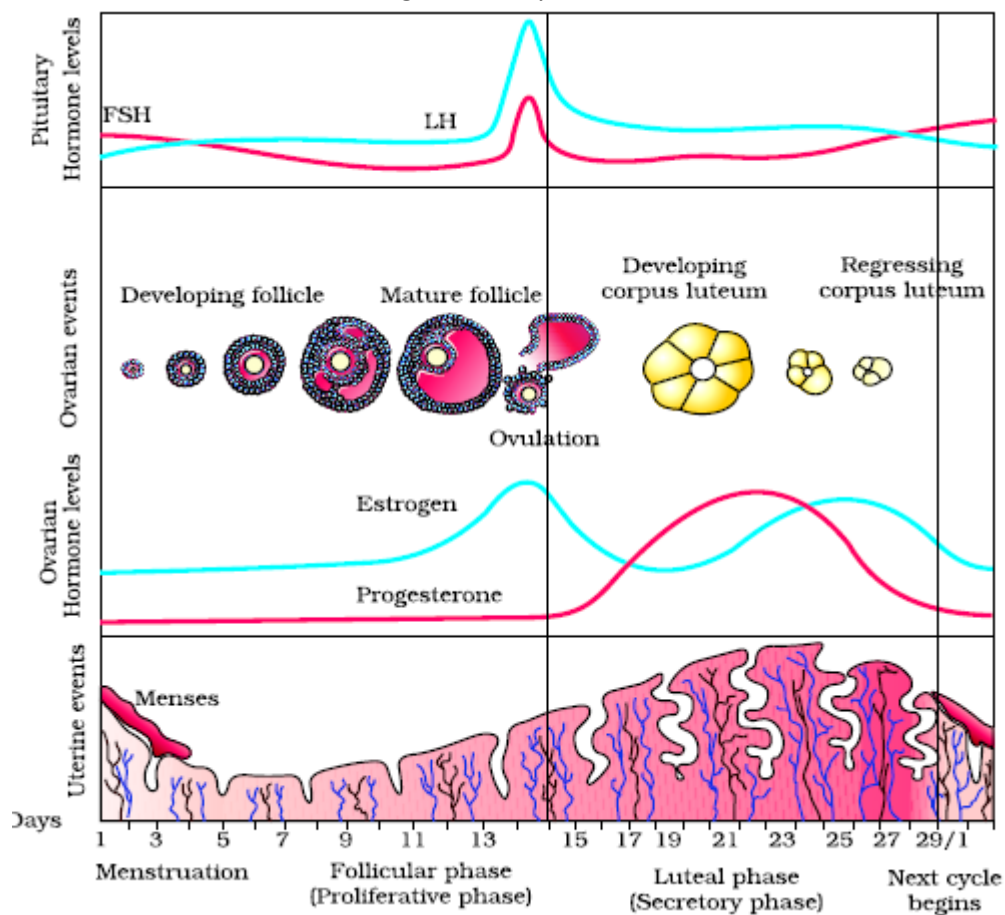 Pituitary
Hormone levels
FSH
LH
Ovarian events
Developing follicle
Mature follicle
Developing
corpus luteum
Regressing
corpus luteum
Ovulation
Ovarian
Hormone levels
Estrogen
Progesterone
Uterine events
Menses
Days
1 3 5 7 9 11 13 15 17 19 21 23 25 27 29/1
Menstruation
Follicular phase
(Proliferative phase)
Luteal phase
(Secretory phase)
Next cycle
begins